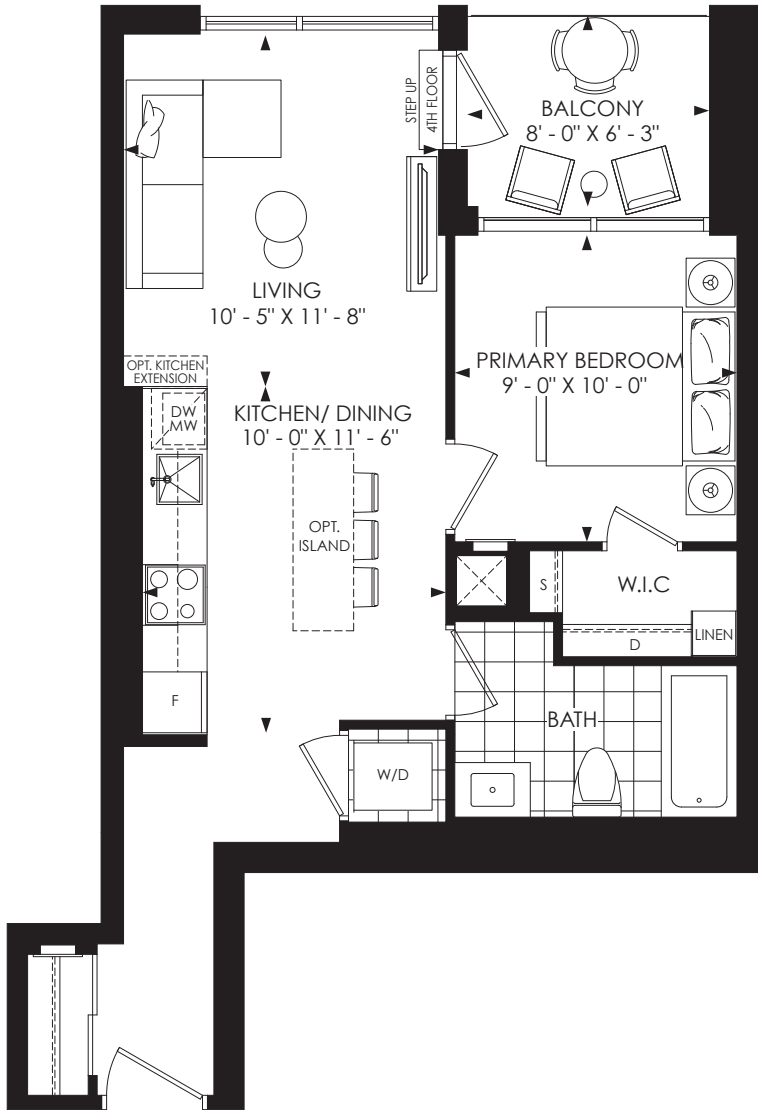 STEP UP
4TH FLOOR
BALCONY
8' - 0" X 6' - 3"
LIVING
10' - 5" X 11' - 8"
OPT. KITCHEN
EXTENSION
PRIMARY BEDROOM
9' - 0" X 10' - 0"
DW
MW
KITCHEN/ DINING
10' - 0" X 11' - 6"
OPT.
ISLAND
S
W.I.C
D
LINEN
F
BATH
W/D